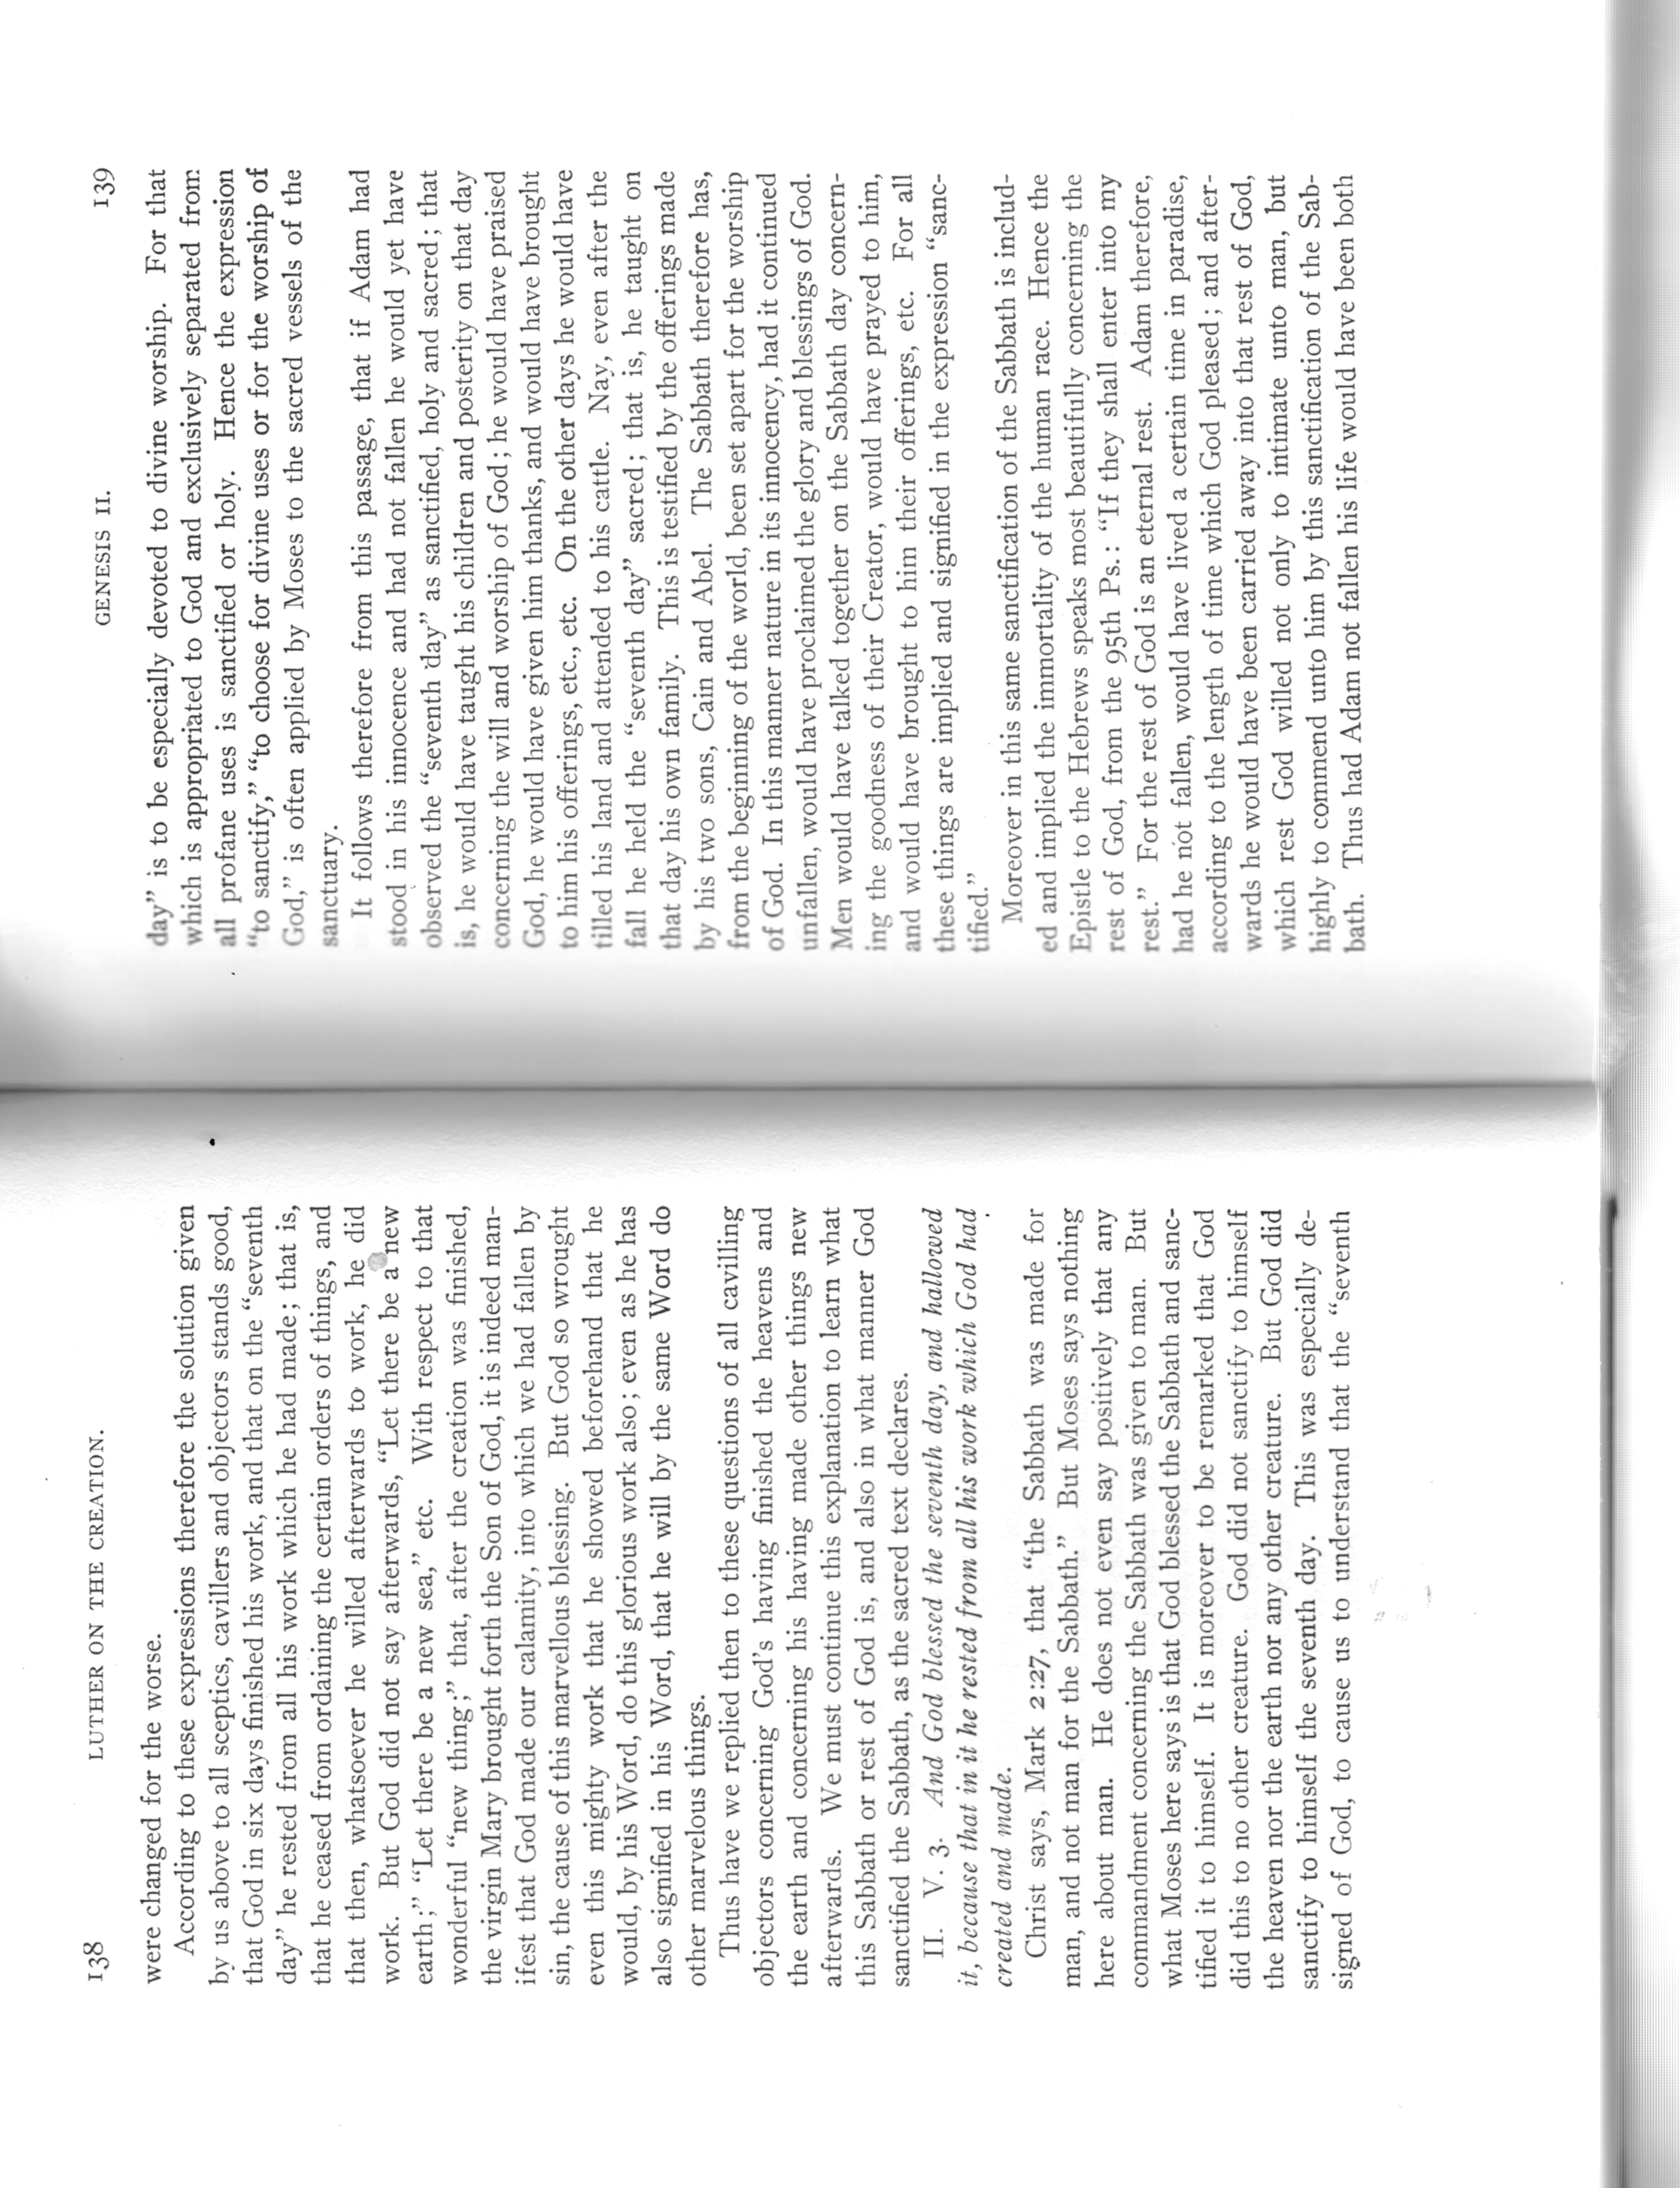 138 LUTHER ON THE CREATION.
were changed for the worse.
According to these expressions therefore the solution given
by us above to all sceptics, cavillers and objectors stands good,
that God in six days finished his work, and that on the “seventh
day” he rested from all his work which he had made; that is,
that he ceased from ordaining the certain orders of things, and
that then, whatsoever he willed afterwards to work, he did
work. But God did not say afterwards, “Let there be a new
earth;” “Let there be a new sea,” etc. With respect to that
wonderful “new thing;” that, after the creation was finished,
the virgin Mary brought forth the Son of God, it is indeed man-
ifest that God made our calamity, into which we had fallen by
sin, the cause of this marvellous blessing. But God so wrought
even this mighty work that he showed beforehand that he
would, by his Word, do this glorious work also; even as he has
also signified in his Word, that he will by the same Word do
other marvelous things.
Thus have we replied then to these questions of all cavilling
objectors concerning God's having finished the heavens and
the earth and concerning his having made other things new
afterwards. We must continue this explanation to learn what
this Sabbath or rest of God is, and also in what manner God
sanctified the Sabbath, as the sacred text declares.
II. V. 3. And God blessed the seventh day, and hallowed
it, because that in it he rested from all his work which God had
created and made.
Christ says, Mark 2:27, that “the Sabbath was made for
man, and not man for the Sabbath.” But Moses says nothing
here about man. He does not even say positively that any
commandment concerning the Sabbath was given to man. But
what Moses here says is that God blessed the Sabbath and sanc-
tified it to himself. It is moreover to be remarked that God
did this to no other creature. God did not sanctify to himself
the heaven nor the earth nor any other creature. But God did
sanctify to himself the seventh day. This was especially de-
signed of God, to cause us to understand that the “seventh
GENESIS II. 139
day” is to be especially devoted to divine worship. For that
which is appropriated to God and exclusively separated from
all profane uses is sanctified or holy. Hence the expression
“to sanctify,” “to choose for divine uses or for the worship of
God,” is often applied by Moses to the sacred vessels of the
sanctuary.
It follows therefore from this passage, that if Adam had
stood in his innocence and had not fallen he would yet have
observed the “seventh day” as sanctified, holy and sacred; that
is, he would have taught his children and posterity on that day
concerning the will and worship of God; he would have praised
God, he would have given him thanks, and would have brought
to him his offerings, etc., etc. On the other days he would have
tilled his land and attended to his cattle. Nay, even after the
fall he held the “seventh day” sacred; that is, he taught on
that day his own family. This is testified by the offerings made
by his two sons, Cain and Abel. The Sabbath therefore has,
from the beginning of the world, been set apart for the worship
of God. In this manner nature in its innocency, had it continued
unfallen, would have proclaimed the glory and blessings of God.
Men would have talked together on the Sabbath day concern-
ing the goodness of their Creator, would have prayed to him,
and would have brought to him their offerings, etc. For all
these things are implied and signified in the expression “sanc-
tified.”
Moreover in this same sanctification of the Sabbath is includ-
ed and implied the immortality of the human race. Hence the
Epistle to the Hebrews speaks most beautifully concerning the
rest of God, from the 95th Ps.: “If they shall enter into my
rest.” For the rest of God is an eternal rest. Adam therefore,
had he not fallen, would have lived a certain time in paradise,
according to the length of time which God pleased; and after-
wards he would have been carried away into that rest of God,
which rest God willed not only to intimate unto man, but
highly to commend unto him by this sanctification of the Sab-
bath. Thus had Adam not fallen his life would have been both